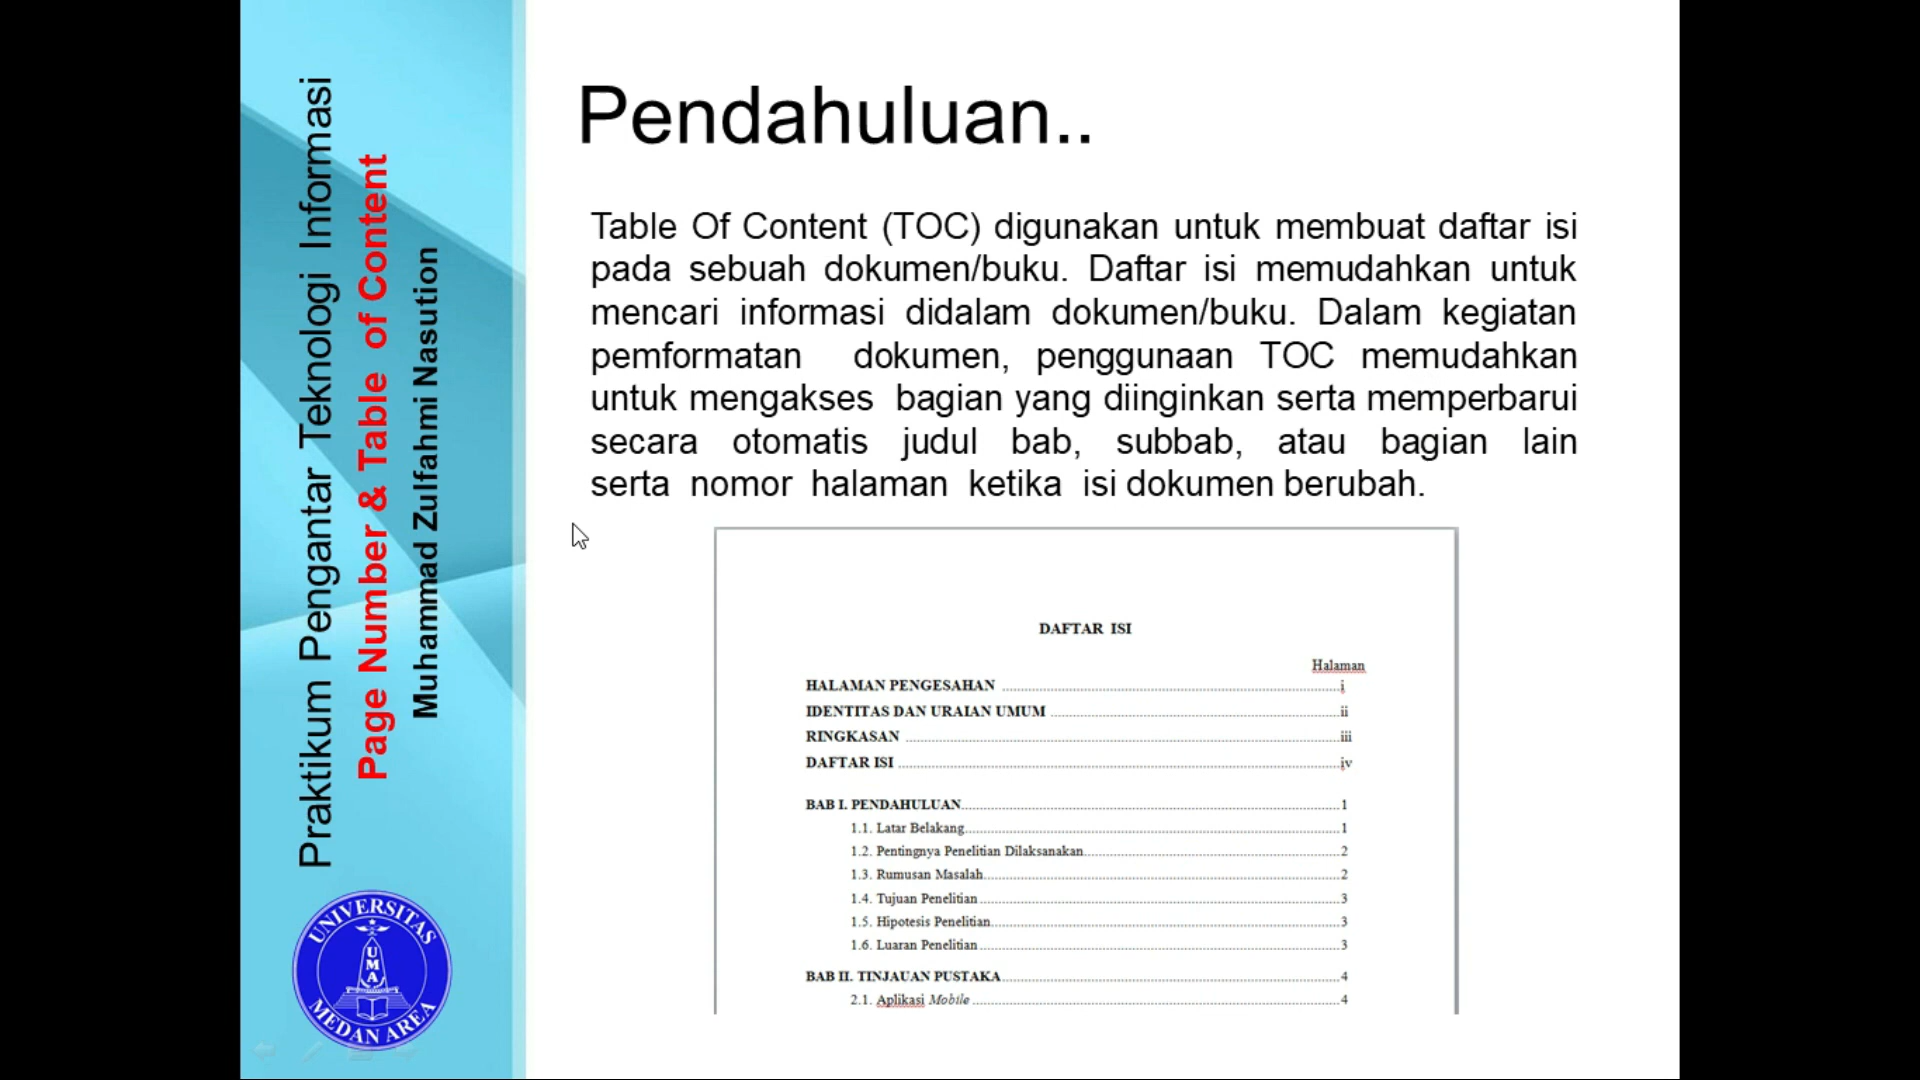 Praktikum Pengantar Teknologi Informasi
Page Number & Table of Content
Muhammad Zulfahmi Nasution
UNIVERSITAS
UMA
MEDAN AREA
Pendahuluan..
Table Of Content (TOC) digunakan untuk membuat daftar isi
pada sebuah dokumen/buku. Daftar isi memudahkan untuk
mencari informasi didalam dokumen/buku. Dalam kegiatan
pemformatan dokumen, penggunaan TOC memudahkan
untuk mengakses bagian yang diinginkan serta memperbarui
secara otomatis judul bab, subbab, atau bagian lain
serta nomor halaman ketika isi dokumen berubah.
DAFTAR ISI
Halaman
HALAMAN PENGESAHAN ........ i
IDENTITAS DAN URAIAN UMUM ........ ii
RINGKASAN ........ iii
DAFTAR ISI ........ iv
BAB I. PENDAHULUAN ........ 1
1.1. Latar Belakang ........ 1
1.2. Pentingnya Penelitian Dilaksanakan ........ 2
1.3. Rumusan Masalah ........ 2
1.4. Tujuan Penelitian ........ 3
1.5. Hipotesis Penelitian ........ 3
1.6. Luaran Penelitian ........ 3
BAB II. TINJAUAN PUSTAKA ........ 4
2.1. Aplikasi Mobile ........ 4